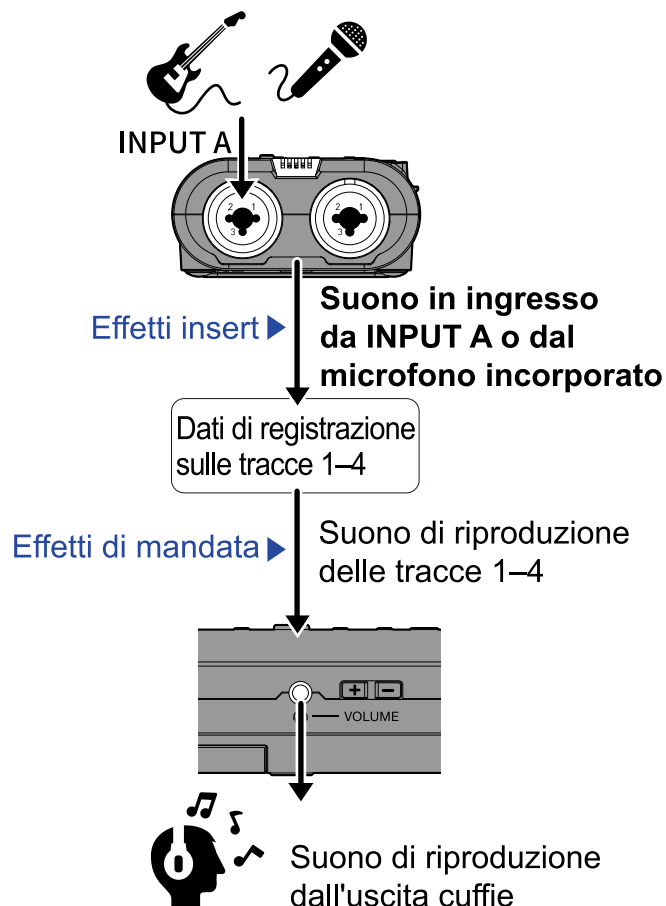 INPUT A
2 1
3
2 1
3
Effetti insert
Suono in ingresso
da INPUT A o dal
microfono incorporato
Dati di registrazione
sulle tracce 1–4
Effetti di mandata
Suono di riproduzione
delle tracce 1–4
+ −
VOLUME
Suono di riproduzione
dall'uscita cuffie